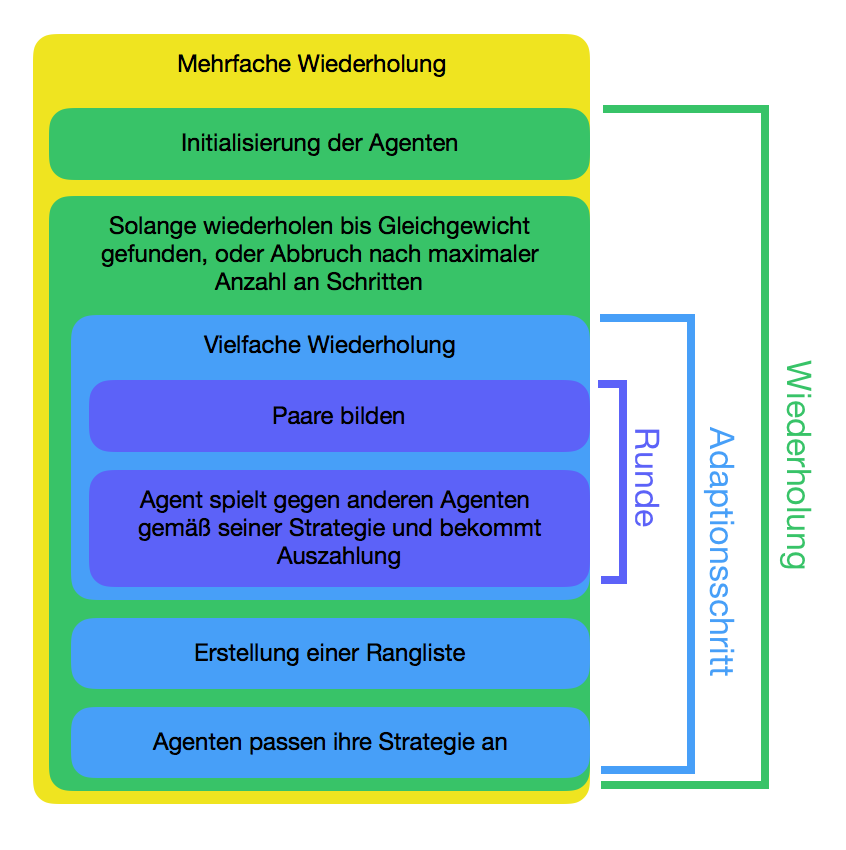 Mehrfache Wiederholung
Initialisierung der Agenten
Solange wiederholen bis Gleichgewicht
gefunden, oder Abbruch nach maximaler
Anzahl an Schritten
Vielfache Wiederholung
Paare bilden
Agent spielt gegen anderen Agenten
gemäß seiner Strategie und bekommt
Auszahlung
Erstellung einer Rangliste
Agenten passen ihre Strategie an
Runde
Adaptionsschritt
Wiederholung